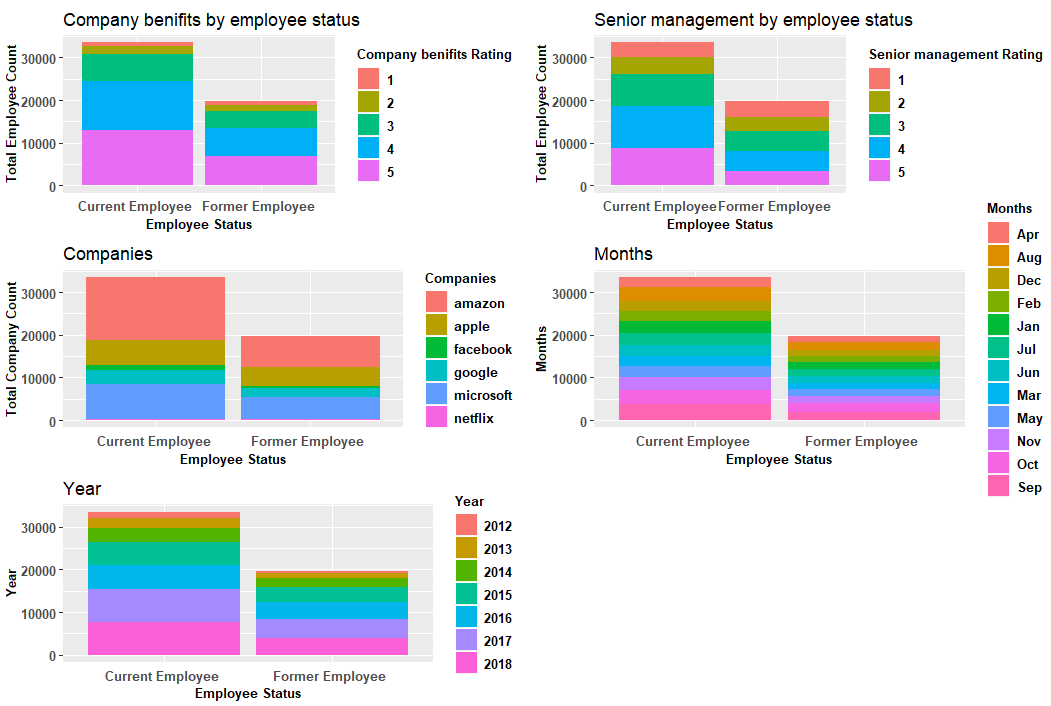 Company benifits by employee status
Total Employee Count
30000
20000
10000
0
Current Employee
Former Employee
Employee Status
Company benifits Rating
1
2
3
4
5
Senior management by employee status
Total Employee Count
30000
20000
10000
0
Current Employee
Former Employee
Employee Status
Senior management Rating
1
2
3
4
5
Companies
Total Company Count
30000
20000
10000
0
Current Employee
Former Employee
Employee Status
Companies
amazon
apple
facebook
google
microsoft
netflix
Months
Months
30000
20000
10000
0
Current Employee
Former Employee
Employee Status
Months
Apr
Aug
Dec
Feb
Jan
Jul
Jun
Mar
May
Nov
Oct
Sep
Year
Year
30000
20000
10000
0
Current Employee
Former Employee
Employee Status
Year
2012
2013
2014
2015
2016
2017
2018